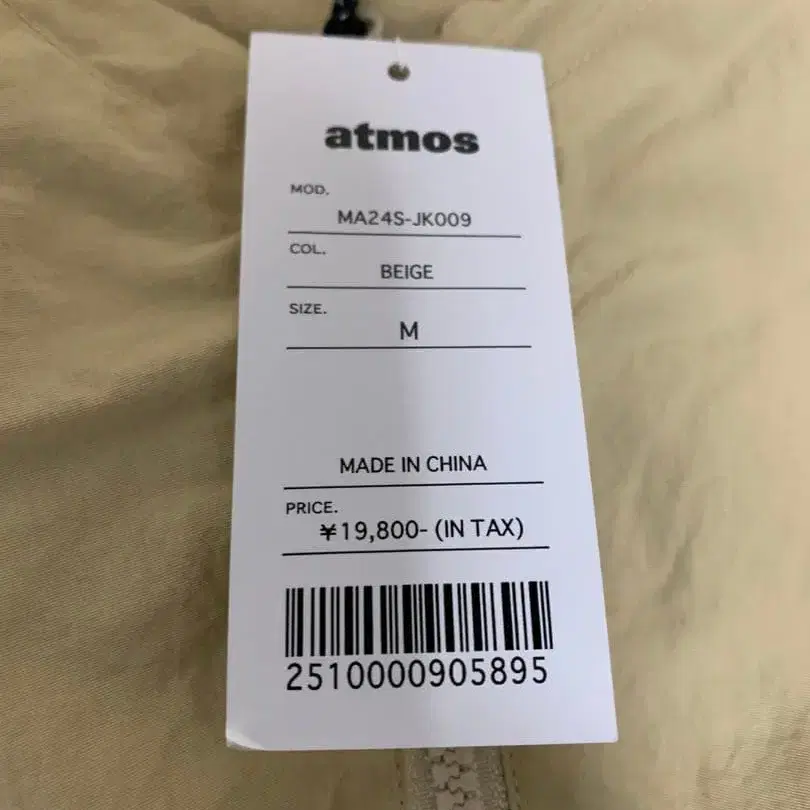 atmos
MOD.
MA24S-JK009
COL.
BEIGE
SIZE.
M
MADE IN CHINA
PRICE.
¥19,800- (IN TAX)
2510000905895